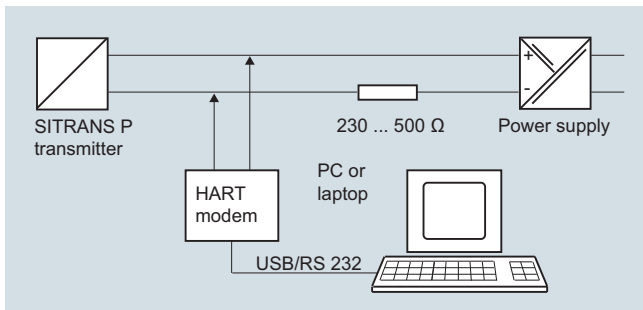 +
-
SITRANS P
transmitter
230 ... 500 Ω
Power supply
PC or
laptop
HART
modem
USB/RS 232